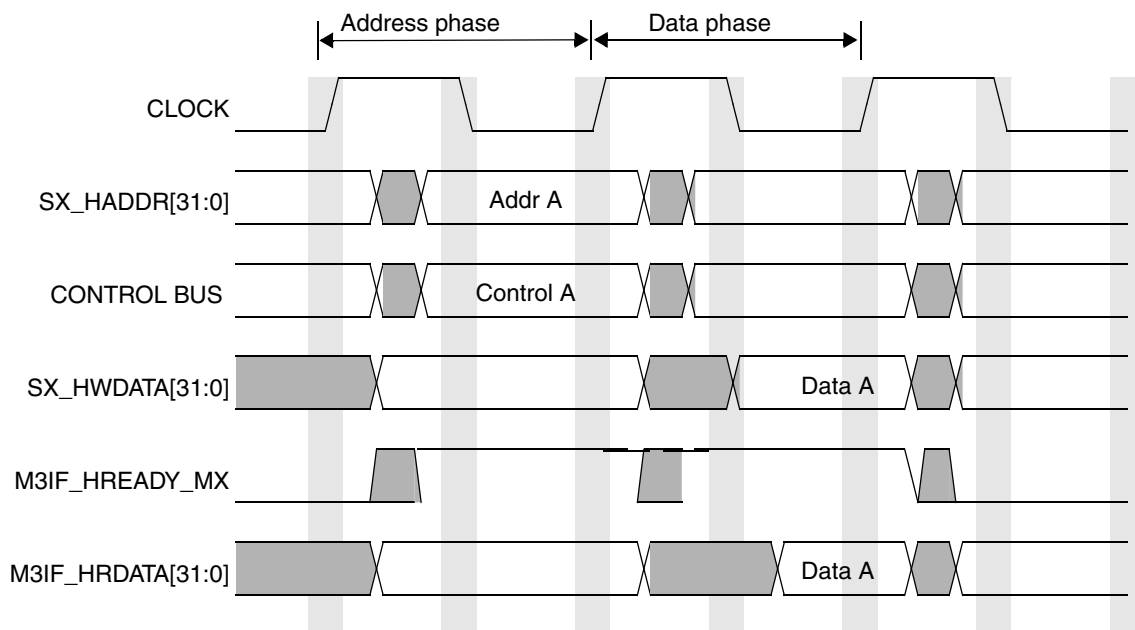 Address phase Data phase
CLOCK
SX_HADDR[31:0] Addr A
CONTROL BUS Control A
SX_HWDATA[31:0] Data A
M3IF_HREADY_MX
M3IF_HRDATA[31:0] Data A